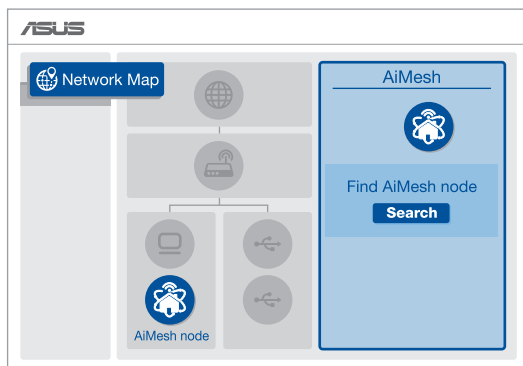 ASUS
Network Map
AiMesh node
AiMesh
Find AiMesh node
Search